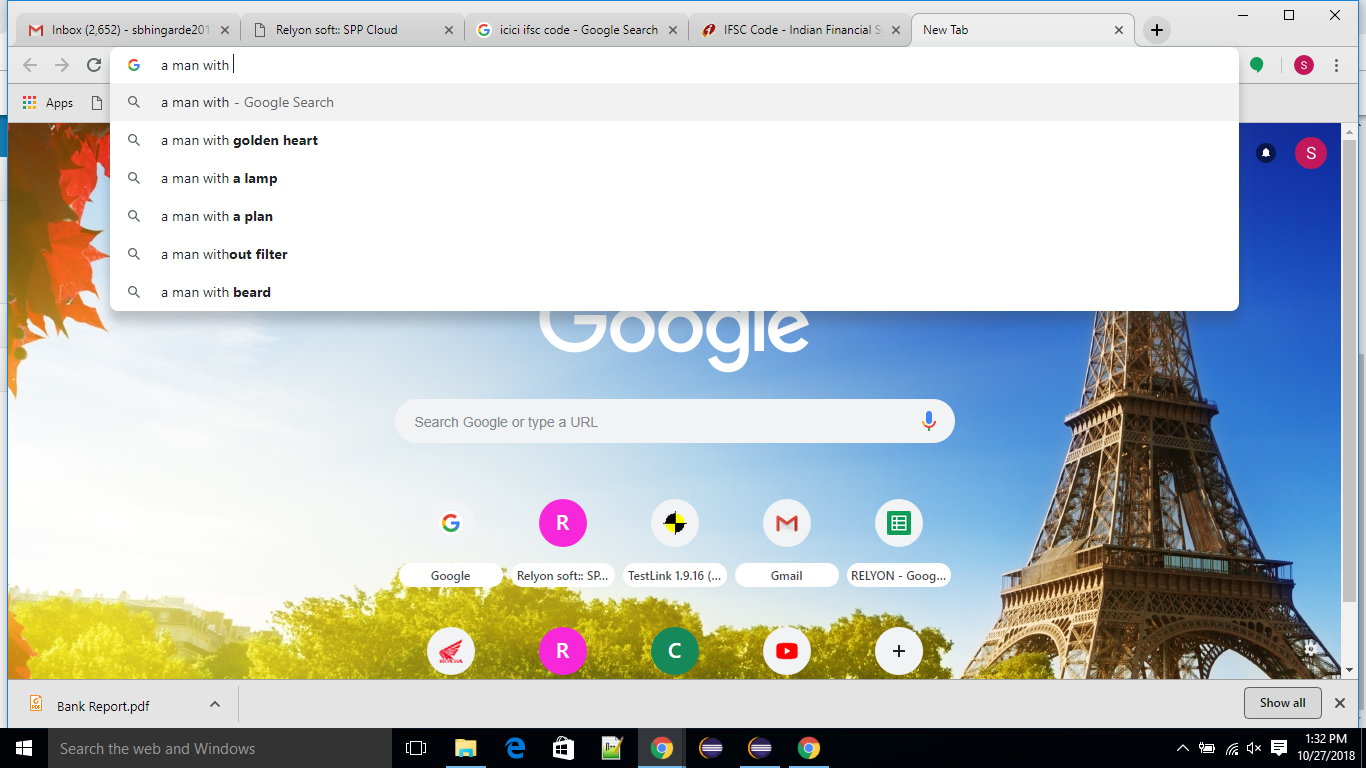 Inbox (2,652) - sbhingarde201
Relyon soft:: SPP Cloud
icici ifsc code - Google Search
IFSC Code - Indian Financial S
New Tab
a man with
S
Apps
a man with - Google Search
a man with golden heart
a man with a lamp
a man with a plan
a man without filter
a man with beard
S
Google
Search Google or type a URL
R
Google
Relyon soft:: SP...
TestLink 1.9.16 (...
Gmail
RELYON - Goog...
HONDA
R
C
Bank Report.pdf
Show all
Search the web and Windows
1:32 PM
10/27/2018